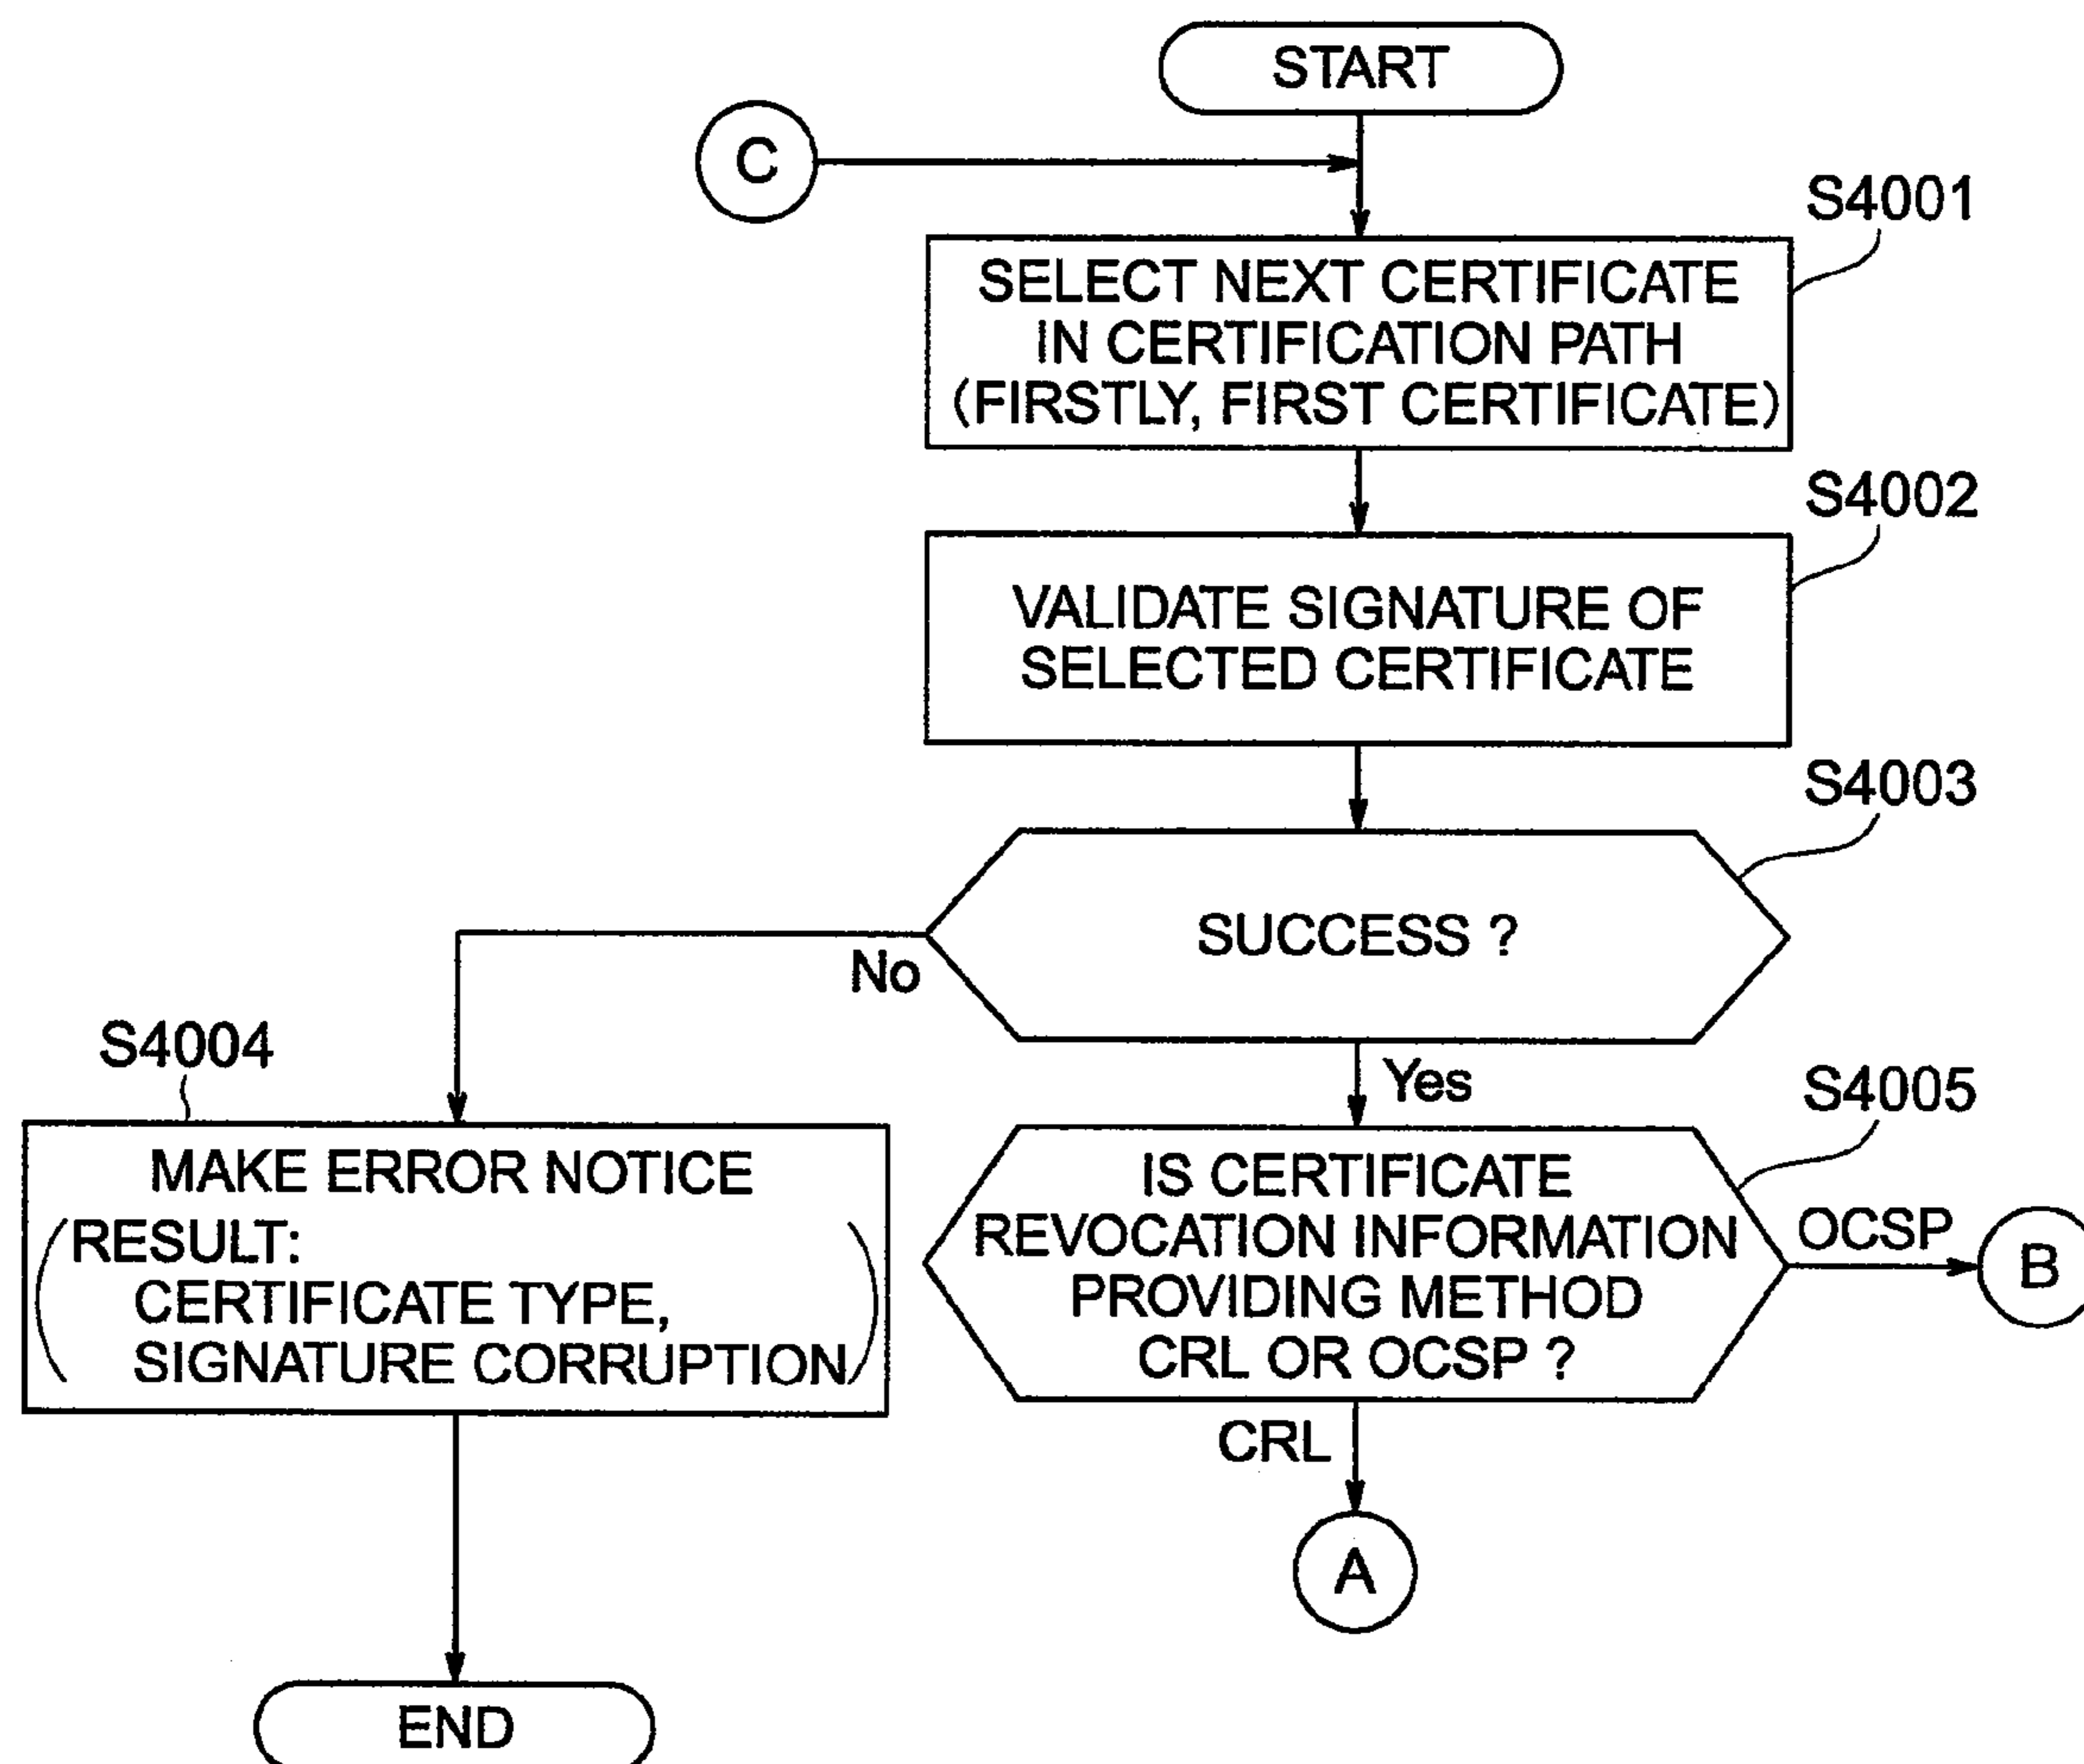 START
C
S4001
SELECT NEXT CERTIFICATE
IN CERTIFICATION PATH
(FIRSTLY, FIRST CERTIFICATE)
S4002
VALIDATE SIGNATURE OF
SELECTED CERTIFICATE
S4003
SUCCESS ?
No
Yes
S4004
MAKE ERROR NOTICE
(RESULT:
CERTIFICATE TYPE,
SIGNATURE CORRUPTION)
S4005
IS CERTIFICATE
REVOCATION INFORMATION
PROVIDING METHOD
CRL OR OCSP ?
OCSP
B
CRL
A
END